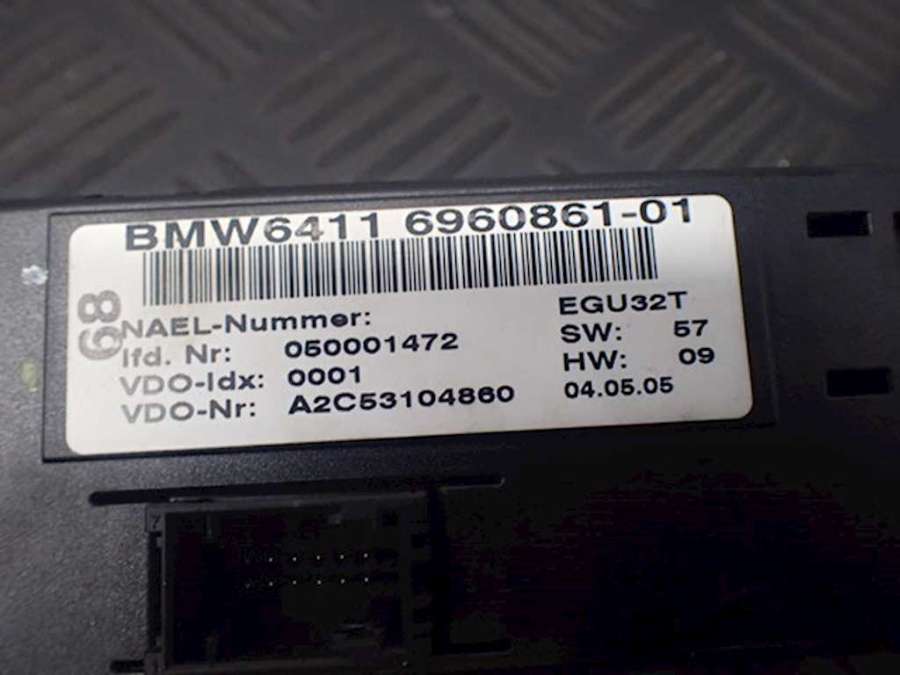 BMW6411 6960861-01
68
NAEL-Nummer:
EGU32T
lfd. Nr: 050001472
SW: 57
VDO-Idx: 0001
HW: 09
VDO-Nr: A2C53104860
04.05.05